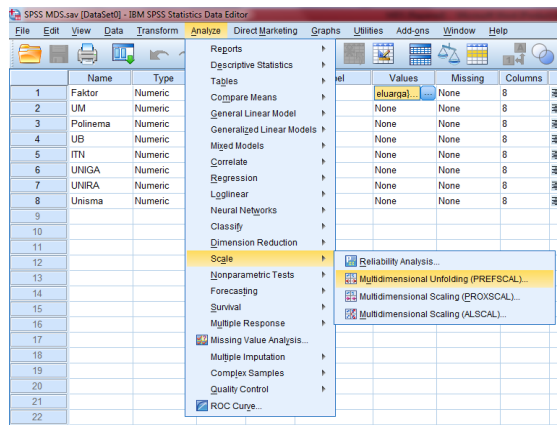 SPSS MDS.sav [DataSet0] - IBM SPSS Statistics Data Editor
File Edit View Data Transform Analyze Direct Marketing Graphs Utilities Add-ons Window Help
Name Type Values Missing Columns
1 Faktor Numeric eluarga}... ... None 8
2 UM Numeric None None 8
3 Polinema Numeric None None 8
4 UB Numeric None None 8
5 ITN Numeric None None 8
6 UNIGA Numeric None None 8
7 UNIRA Numeric None None 8
8 Unisma Numeric None None 8
9
10
11
12
13
14
15
16
17
18
19
20
21
22
Reports
Descriptive Statistics
Tables
Compare Means
General Linear Model
Generalized Linear Models
Mixed Models
Correlate
Regression
Loglinear
Neural Networks
Classify
Dimension Reduction
Scale
Nonparametric Tests
Forecasting
Survival
Multiple Response
Missing Value Analysis...
Multiple Imputation
Complex Samples
Quality Control
ROC Curve...
Reliability Analysis...
Multidimensional Unfolding (PREFSCAL)...
Multidimensional Scaling (PROXSCAL)...
Multidimensional Scaling (ALSCAL)...